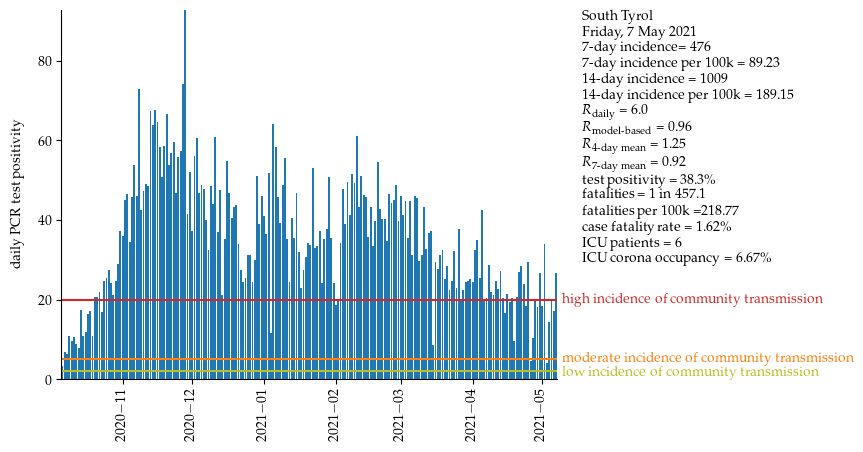 South Tyrol
Friday, 7 May 2021
7-day incidence= 476
7-day incidence per 100k = 89.23
14-day incidence = 1009
14-day incidence per 100k = 189.15
R_daily = 6.0
R_model-based = 0.96
R_4-day mean = 1.25
R_7-day mean = 0.92
test positivity = 38.3%
fatalities = 1 in 457.1
fatalities per 100k =218.77
case fatality rate = 1.62%
ICU patients = 6
ICU corona occupancy = 6.67%
daily PCR test positivity
80
60
40
20
0
high incidence of community transmission
moderate incidence of community transmission
low incidence of community transmission
2020−11
2020−12
2021−01
2021−02
2021−03
2021−04
2021−05